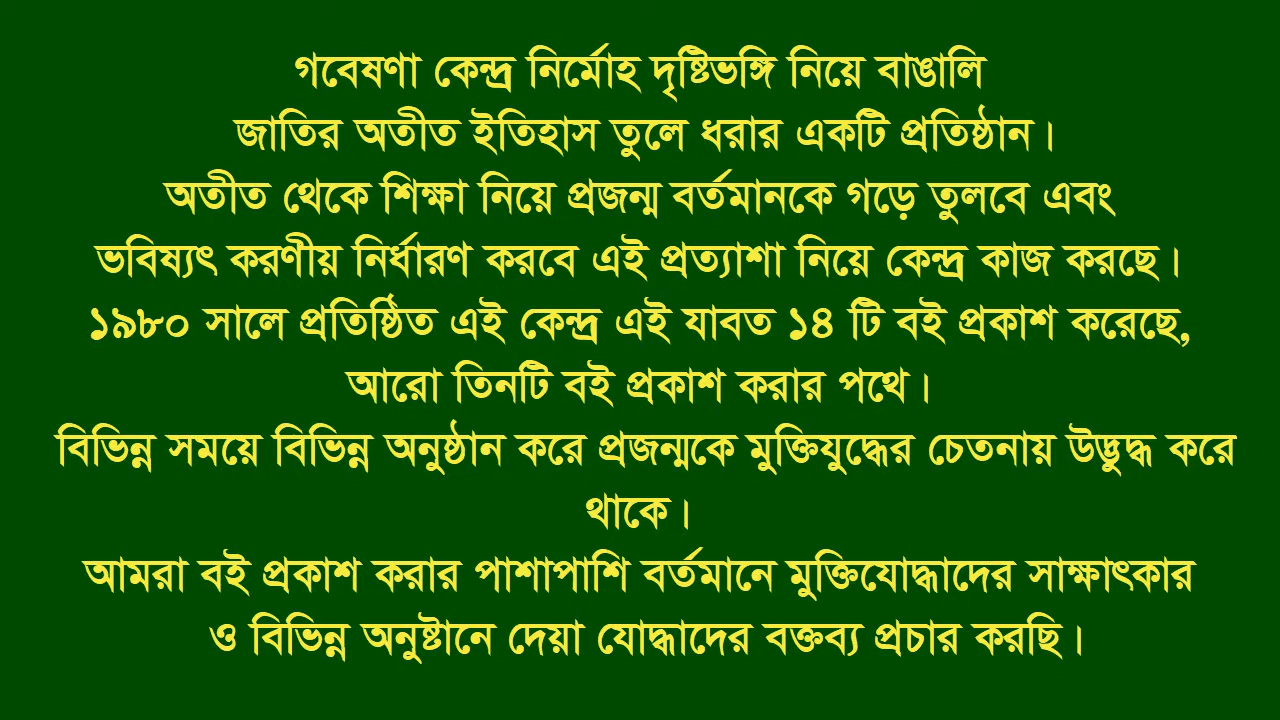 গবেষণা কেন্দ্র নির্মোহ দৃষ্টিভঙ্গি নিয়ে বাঙালি
জাতির অতীত ইতিহাস তুলে ধরার একটি প্রতিষ্ঠান।
অতীত থেকে শিক্ষা নিয়ে প্রজন্ম বর্তমানকে গড়ে তুলবে এবং
ভবিষ্যৎ করণীয় নির্ধারণ করবে এই প্রত্যাশা নিয়ে কেন্দ্র কাজ করছে।
১৯৮০ সালে প্রতিষ্ঠিত এই কেন্দ্র এই যাবত ১৪ টি বই প্রকাশ করেছে,
আরো তিনটি বই প্রকাশ করার পথে।
বিভিন্ন সময়ে বিভিন্ন অনুষ্ঠান করে প্রজন্মকে মুক্তিযুদ্ধের চেতনায় উদ্ভুদ্ধ করে
থাকে।
আমরা বই প্রকাশ করার পাশাপাশি বর্তমানে মুক্তিযোদ্ধাদের সাক্ষাৎকার
ও বিভিন্ন অনুষ্টানে দেয়া যোদ্ধাদের বক্তব্য প্রচার করছি।